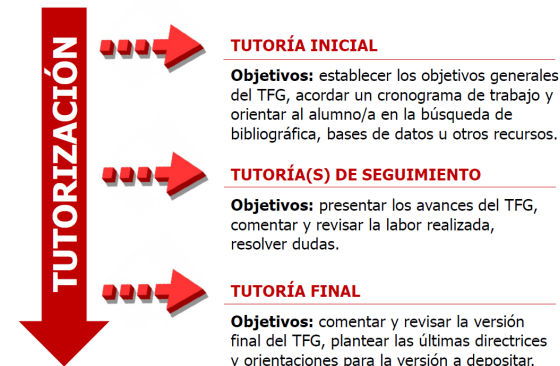 TUTORIZACIÓN
TUTORÍA INICIAL
Objetivos: establecer los objetivos generales
del TFG, acordar un cronograma de trabajo y
orientar al alumno/a en la búsqueda de
bibliográfica, bases de datos u otros recursos.
TUTORÍA(S) DE SEGUIMIENTO
Objetivos: presentar los avances del TFG,
comentar y revisar la labor realizada,
resolver dudas.
TUTORÍA FINAL
Objetivos: comentar y revisar la versión
final del TFG, plantear las últimas directrices
y orientaciones para la versión a depositar.